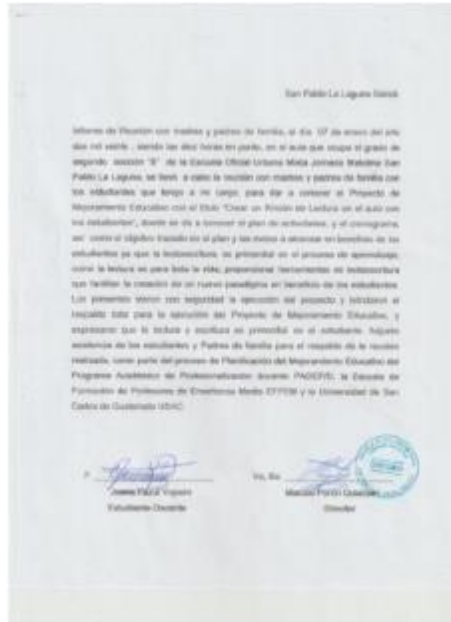 San Pablo La Laguna Sololá
Informe de Reunión con madres y padres de familia, el día 07 de enero del año
dos mil veinte, siendo las diez horas en punto, en el aula que ocupa el grado de
segundo sección "B" de la Escuela Oficial Urbana Mixta Jornada Matutina San
Pablo La Laguna, se llevó a cabo la reunión con madres y padres de familia con
los estudiantes que tengo a mi cargo, para dar a conocer el Proyecto de
Mejoramiento Educativo con el título "Crear un Rincón de Lectura en el aula con
los estudiantes", donde se da a conocer el plan de actividades, y el cronograma,
así como el objetivo trazado en el plan y las metas a alcanzar en beneficio de los
estudiantes ya que la lectoescritura es primordial en el proceso de aprendizaje,
como la lectura es para toda la vida, proporcionar herramientas en lectoescritura
que facilitan la creación de un nuevo paradigma en beneficio de los estudiantes.
Los presentes vieron con seguridad la ejecución del proyecto y brindaron el
respaldo total para la ejecución del Proyecto de Mejoramiento Educativo, y
expresaron que la lectura y escritura es primordial en el estudiante. Adjunto
asistencia de los estudiantes y Padres de familia para el respaldo de la reunión
realizada, como parte del proceso de Planificación del Mejoramiento Educativo del
Programa Académico de Profesionalización docente PADEP/D, la Escuela de
Formación de Profesores de Enseñanza Media EFPEM y la Universidad de San
Carlos de Guatemala USAC.
Vo, Bo.
Estudiante-Docente
Director